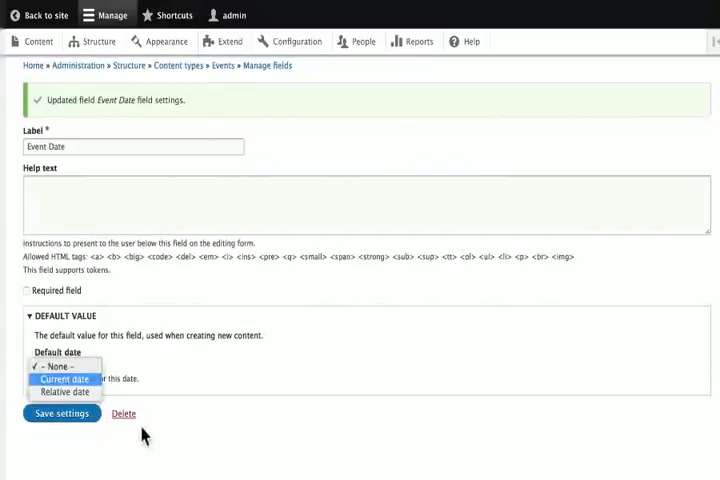 Back to site Manage Shortcuts admin
Content Structure Appearance Extend Configuration People Reports Help
Home » Administration » Structure » Content types » Events » Manage fields
Updated field Event Date field settings.
Label *
Event Date
Help text
Instructions to present to the user below this field on the editing form.
Allowed HTML tags: <a> <b> <big> <code> <del> <em> <i> <ins> <pre> <q> <small> <span> <strong> <sub> <sup> <tt> <ol> <ul> <li> <p> <br> <img>
This field supports tokens.
Required field
▼ DEFAULT VALUE
The default value for this field, used when creating new content.
Default date
✓ - None -
Current date or this date.
Relative date
Save settings Delete